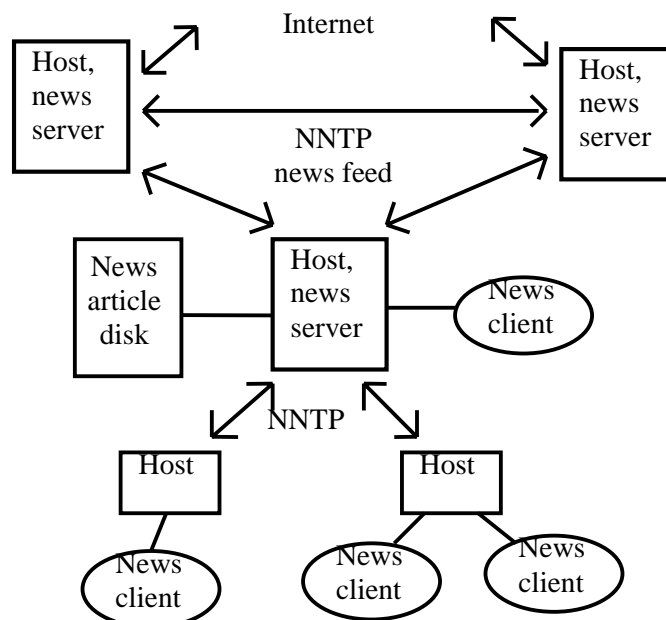 Internet
Host,
news
server
Host,
news
server
NNTP
news feed
News
article
disk
Host,
news
server
News
client
NNTP
Host
Host
News
client
News
client
News
client